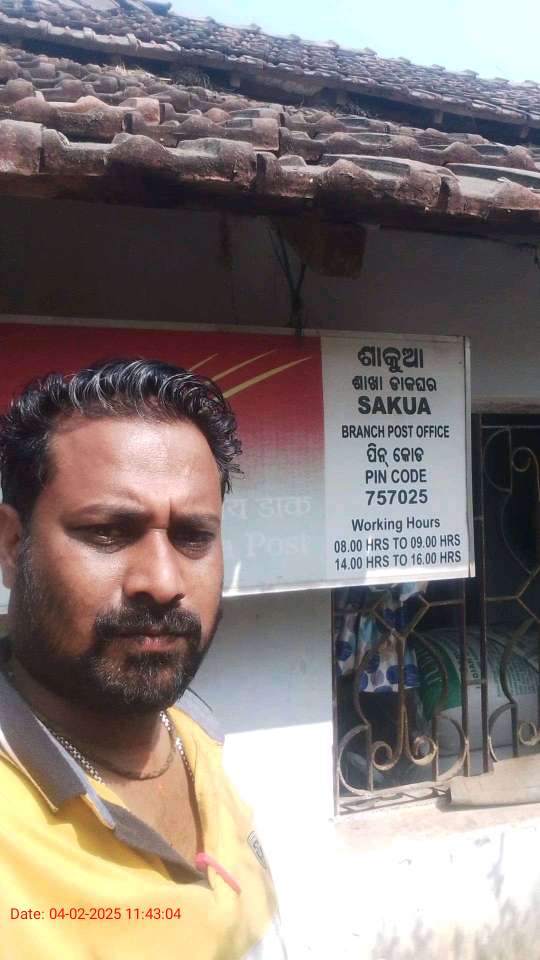 ଶାକୁଆ
ଶାଖା ଡାକଘର
SAKUA
BRANCH POST OFFICE
ପିନ୍ କୋଡ
PIN CODE
757025
Working Hours
08.00 HRS TO 09.00 HRS
14.00 HRS TO 16.00 HRS
डाक
Post
Date: 04-02-2025 11:43:04